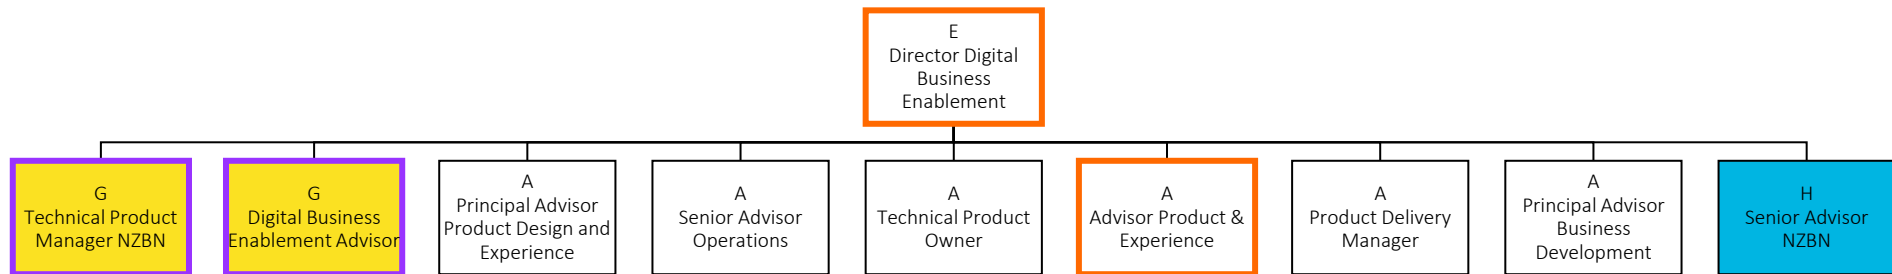 E
Director Digital
Business
Enablement
G
Technical Product
Manager NZBN
G
Digital Business
Enablement Advisor
A
Principal Advisor
Product Design and
Experience
A
Senior Advisor
Operations
A
Technical Product
Owner
A
Advisor Product &
Experience
A
Product Delivery
Manager
A
Principal Advisor
Business
Development
H
Senior Advisor
NZBN